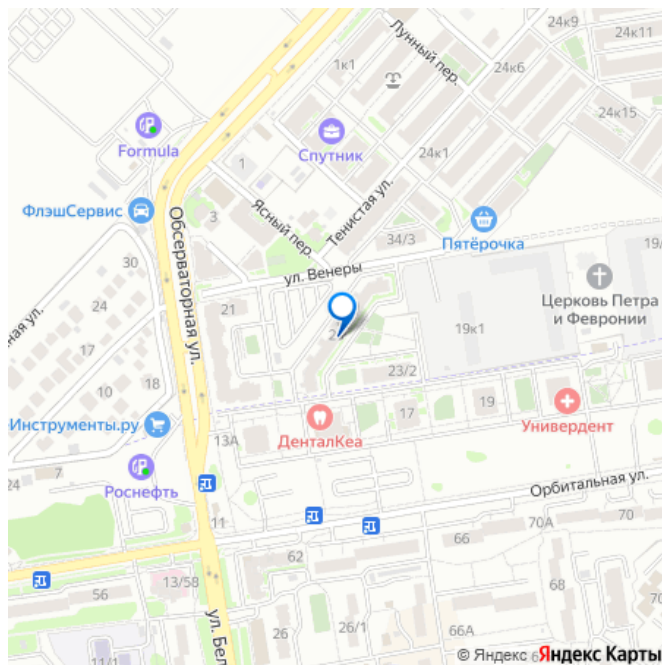 24к9
24к11
Лунный пер.
1к1
24к6
24к15
Formula
Спутник
24к1
1
Ясный пер.
Тенистая ул.
ФлэшСервис
3
34/3
Пятёрочка
19/
Обсерваторная ул.
ул. Венеры
30
Церковь Петра
и Февронии
24
21
19к1
ная ул.
17
23/2
18
10
17
19
Инструменты.ру
13А
ДенталКеа
Универдент
24
7
Роснефть
Орбитальная ул.
11
70А
70
62
66
13/58
56
68
ул. Бел
26
26/1
66А
11/1
© Яндекс
Яндекс Карты